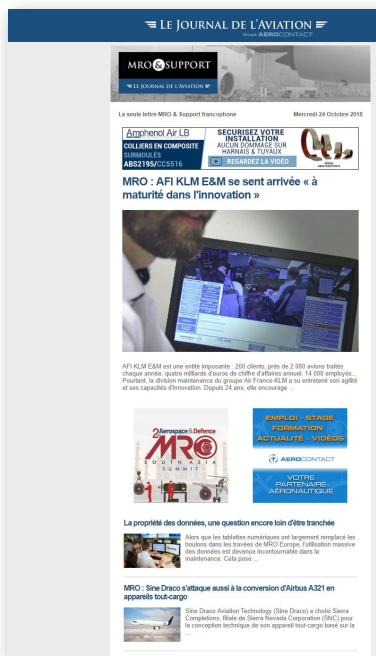 LE JOURNAL DE L'AVIATION
Groupe AEROCONTACT
MRO&SUPPORT
LE JOURNAL DE L'AVIATION
La seule lettre MRO & Support francophone
Mercredi 24 Octobre 2018
Amphenol Air LB
COLLIERS EN COMPOSITE
SURMOULÉS
ABS2195/CC5516
SECURISEZ VOTRE
INSTALLATION
AUCUN DOMMAGE SUR
HARNAIS & TUYAUX
REGARDEZ LA VIDÉO
MRO : AFI KLM E&M se sent arrivée « à
maturité dans l'innovation »
AFI KLM E&M est une entité imposante : 200 clients, près de 2 000 avions traités
chaque année, quatre milliards d'euros de chiffre d'affaires annuel, 14 000 employés...
Pourtant, la division maintenance du groupe Air France-KLM a su entretenir son agilité
et ses capacités d'innovation. Depuis 24 ans, elle encourage ...
Aerospace & Defence
MRO
SOUTH ASIA
SUMMIT
EMPLOI - STAGE
FORMATION
ACTUALITÉ - VIDÉOS
AEROCONTACT
VOTRE
PARTENAIRE
AÉRONAUTIQUE
La propriété des données, une question encore loin d'être tranchée
Alors que les tablettes numériques ont largement remplacé les
boulons dans les travées de MRO Europe, l'utilisation massive
des données est devenue incontournable dans la
maintenance. Cela pose ...
MRO : Sine Draco s'attaque aussi à la conversion d'Airbus A321 en
appareils tout-cargo
Sine Draco Aviation Technology (Sine Draco) a choisi Sierra
Completions, filiale de Sierra Nevada Corporation (SNC) pour
la conception technique de son appareil tout-cargo basé sur la
...